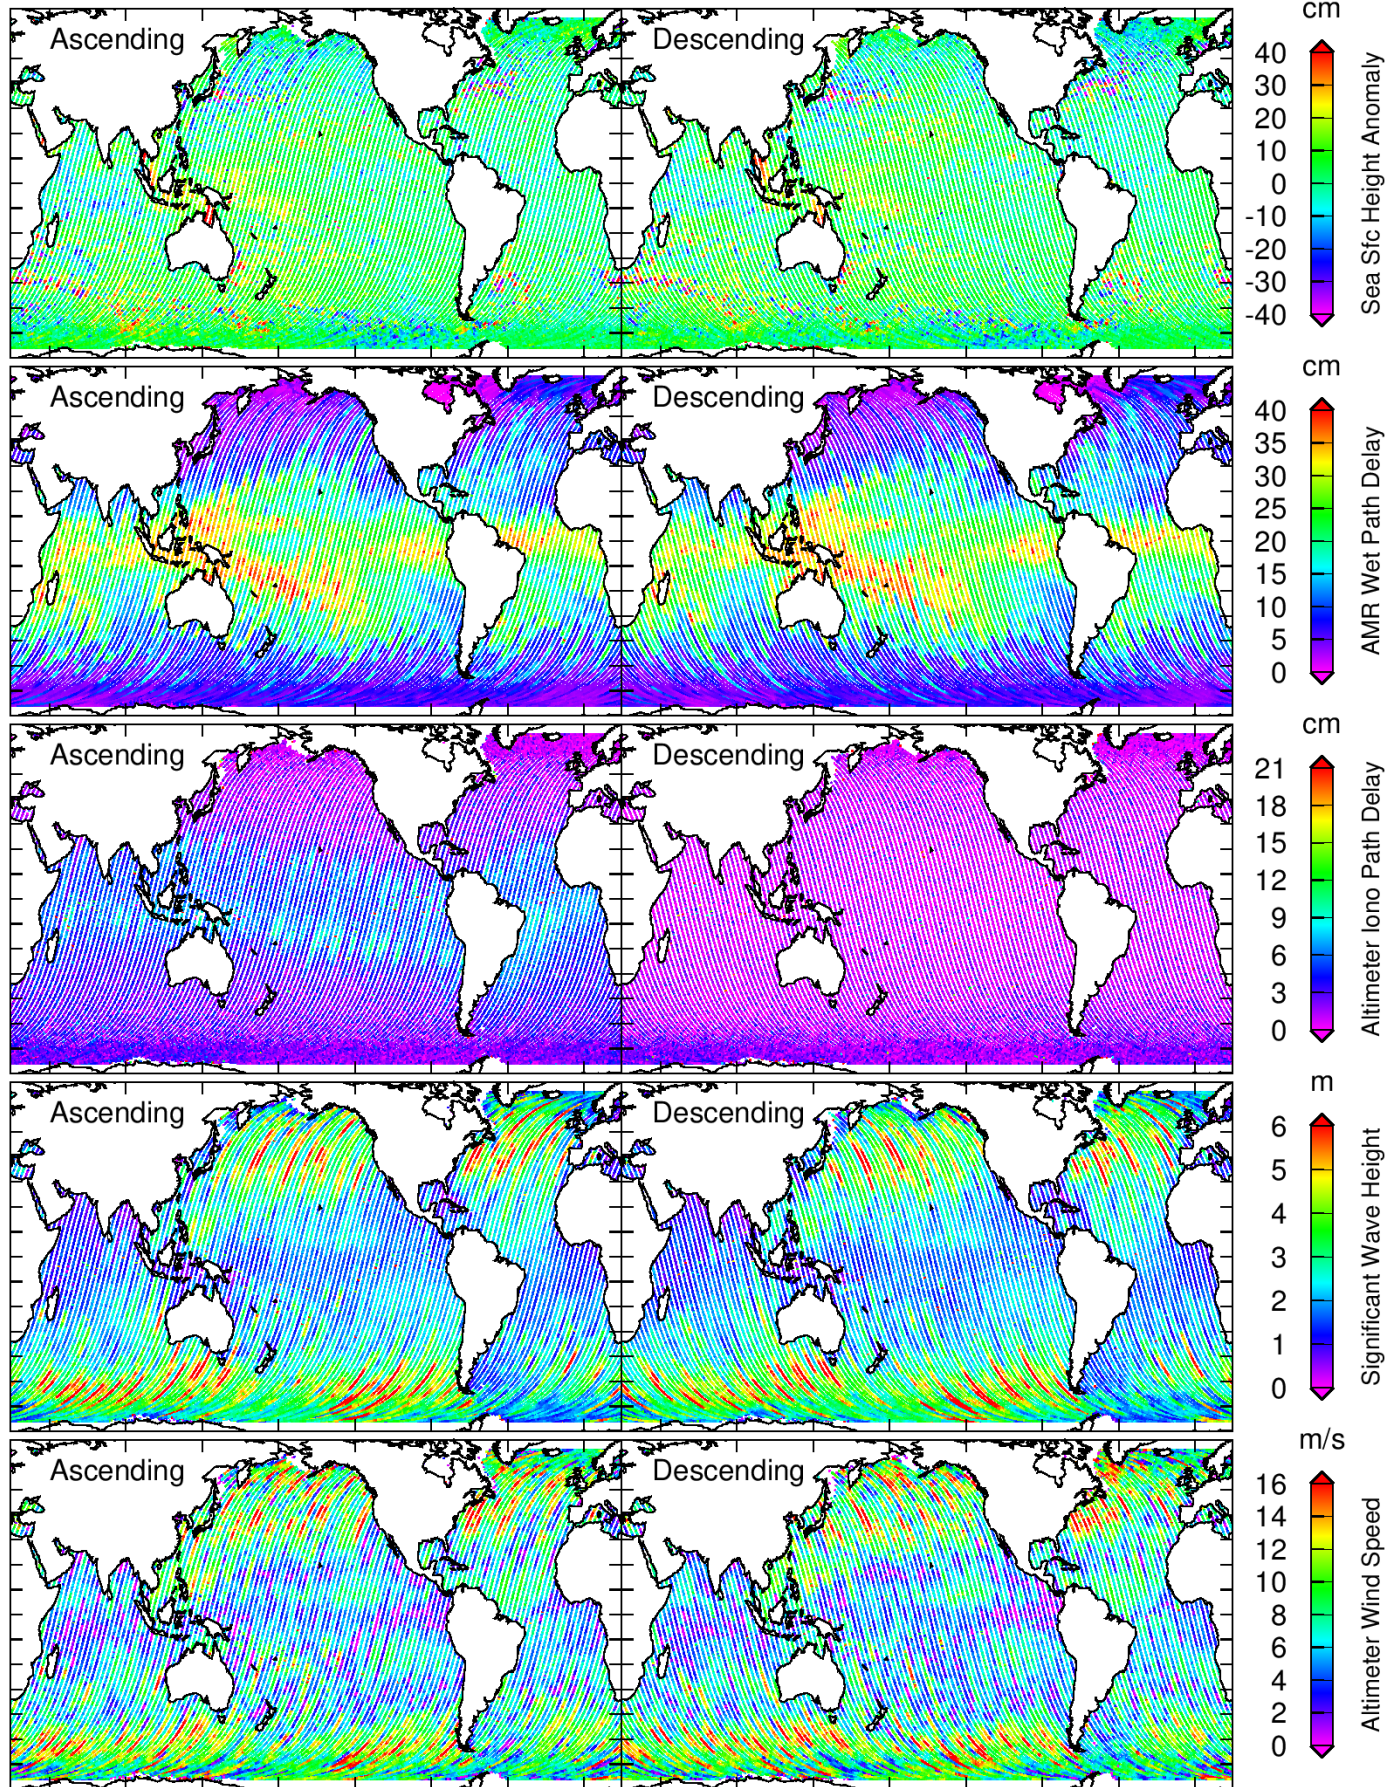 cm
Ascending
Descending
40
30
20
10
0
-10
-20
-30
-40
Sea Sfc Height Anomaly
cm
Ascending
Descending
40
35
30
25
20
15
10
5
0
AMR Wet Path Delay
cm
Ascending
Descending
21
18
15
12
9
6
3
0
Altimeter Iono Path Delay
m
Ascending
Descending
6
5
4
3
2
1
0
Significant Wave Height
m/s
Ascending
Descending
16
14
12
10
8
6
4
2
0
Altimeter Wind Speed